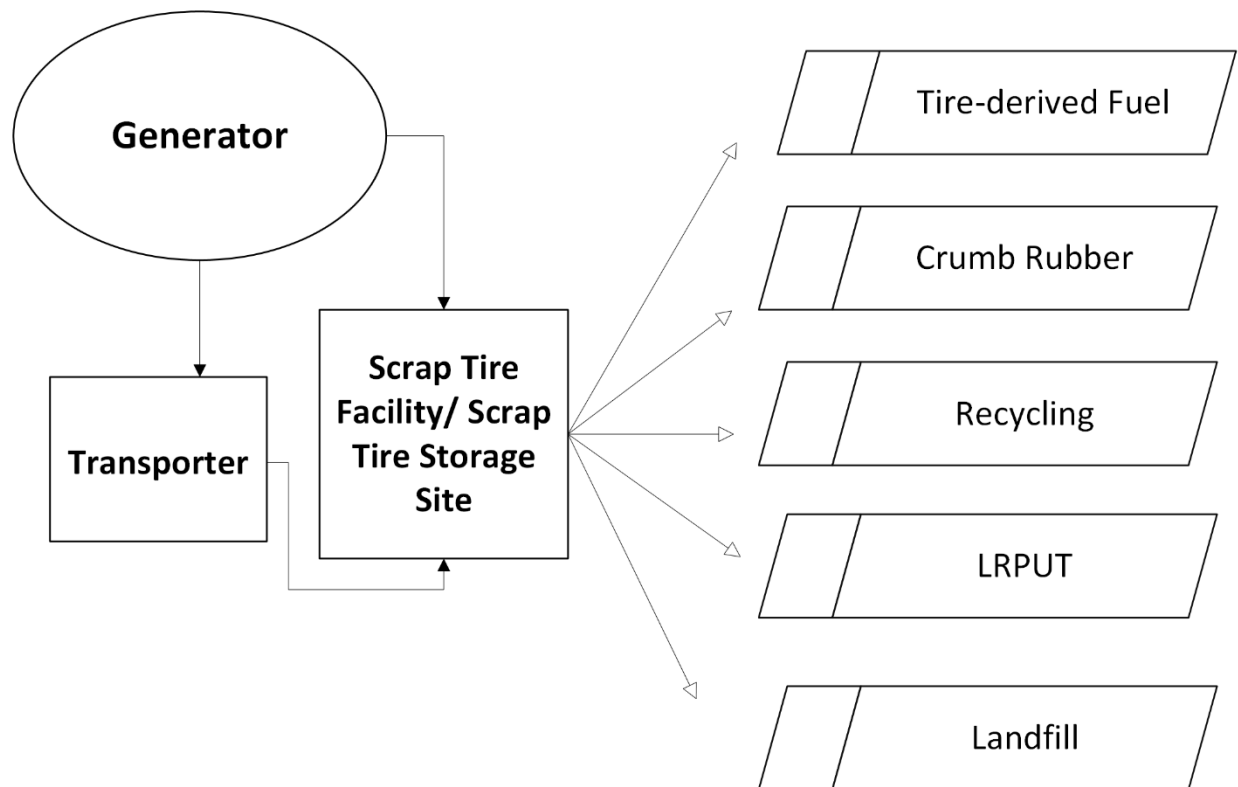 Generator
Transporter
Scrap Tire
Facility/ Scrap
Tire Storage
Site
Tire-derived Fuel
Crumb Rubber
Recycling
LRPUT
Landfill